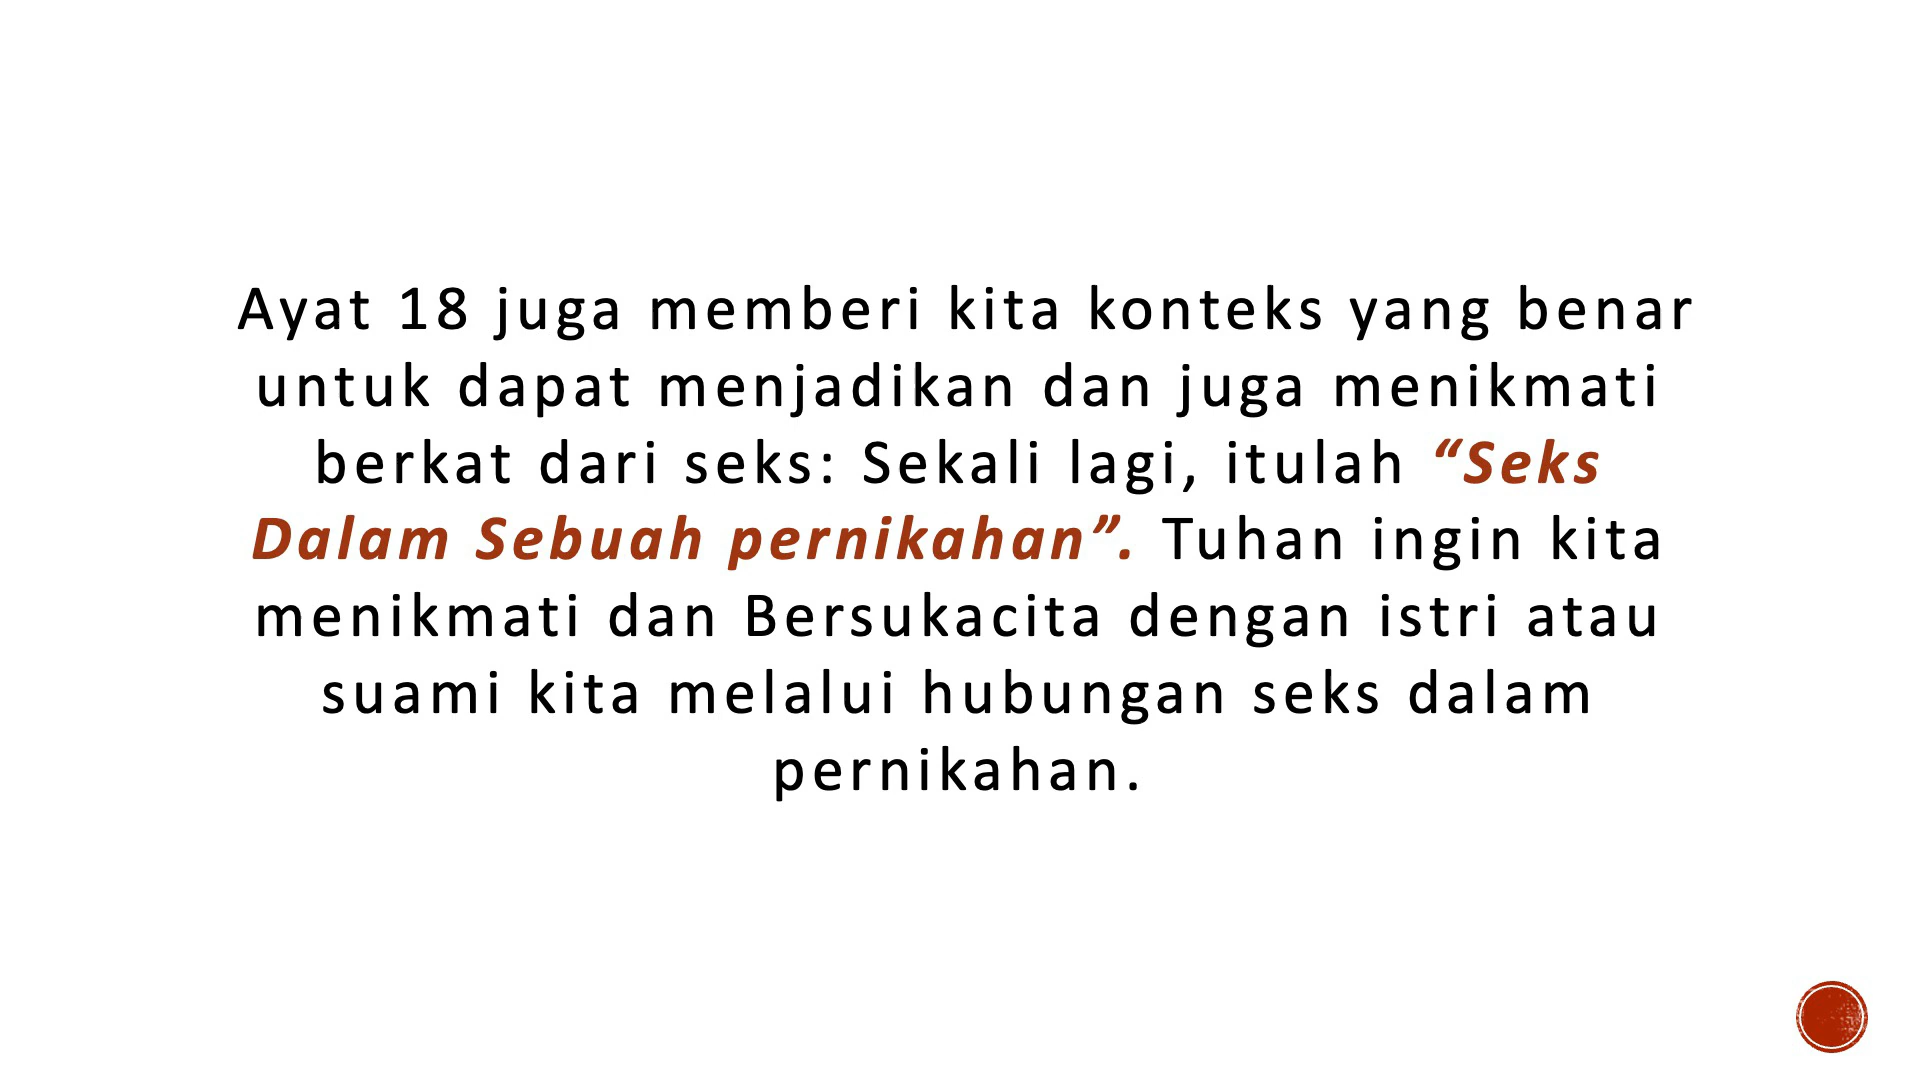 Ayat 18 juga memberi kita konteks yang benar
untuk dapat menjadikan dan juga menikmati
berkat dari seks: Sekali lagi, itulah “Seks
Dalam Sebuah pernikahan”. Tuhan ingin kita
menikmati dan Bersukacita dengan istri atau
suami kita melalui hubungan seks dalam
pernikahan.